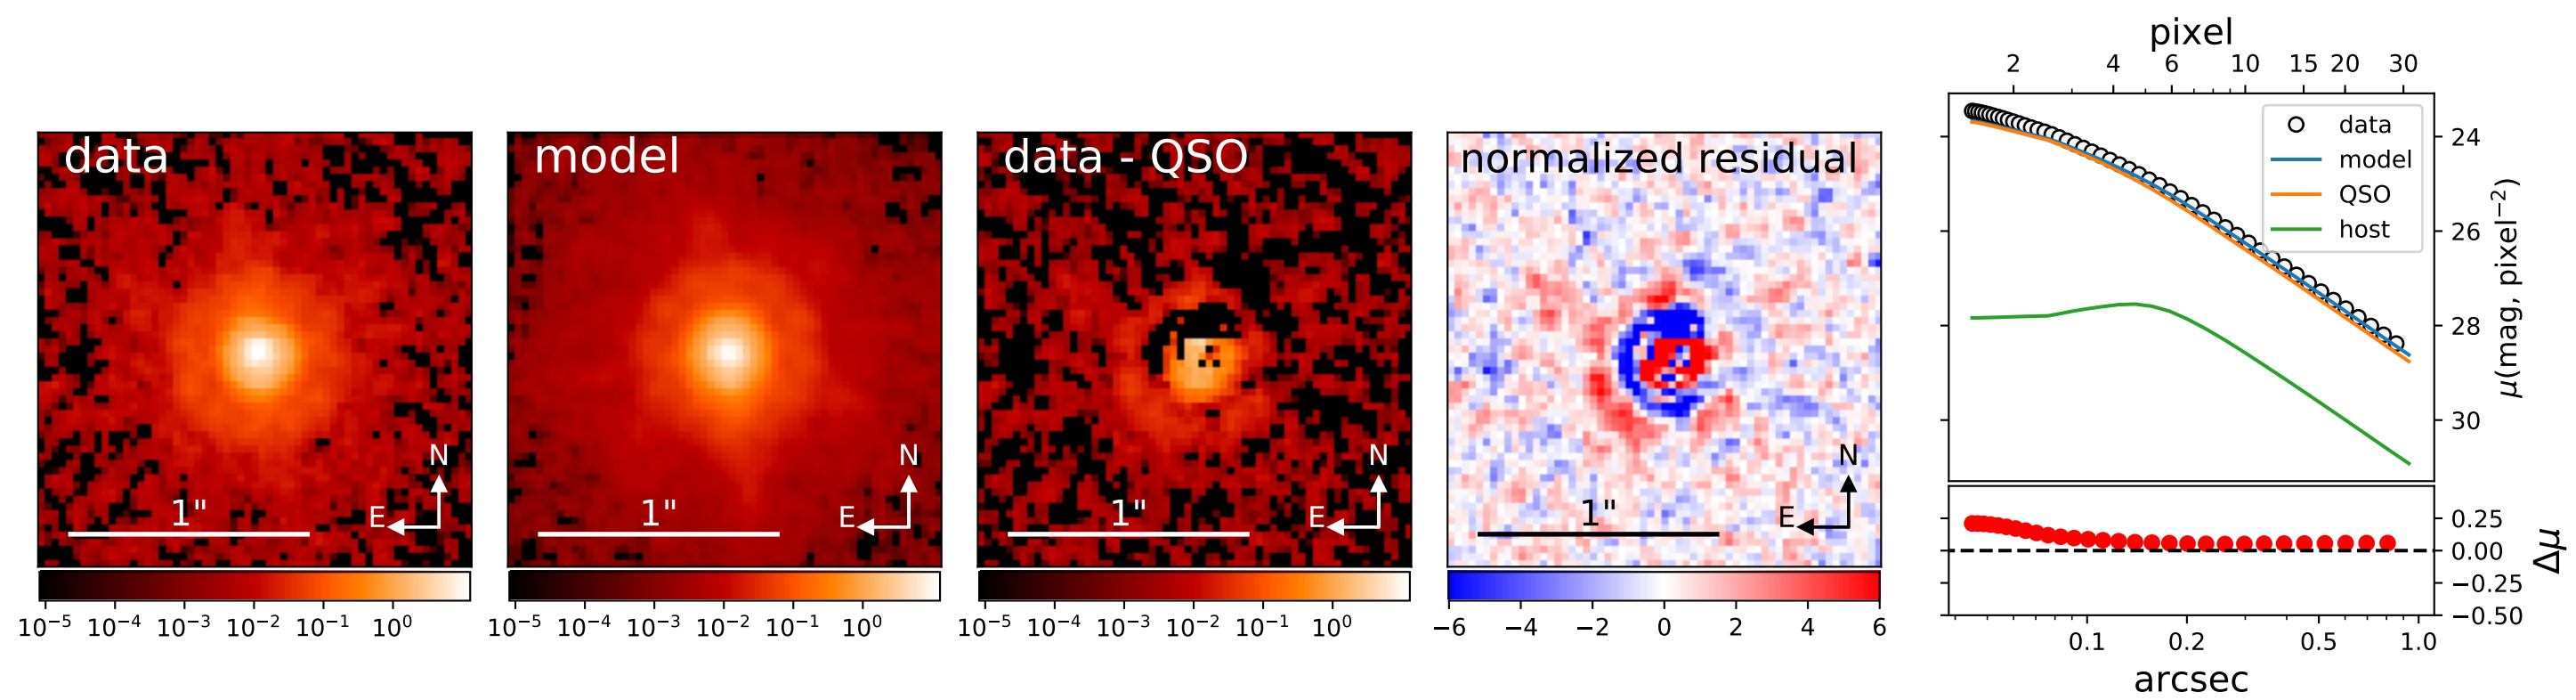 data
N
E
1"
10⁻⁵ 10⁻⁴ 10⁻³ 10⁻² 10⁻¹ 10⁰
model
N
E
1"
10⁻⁵ 10⁻⁴ 10⁻³ 10⁻² 10⁻¹ 10⁰
data - QSO
N
E
1"
10⁻⁵ 10⁻⁴ 10⁻³ 10⁻² 10⁻¹ 10⁰
normalized residual
N
E
1"
−6 −4 −2 0 2 4 6
pixel
2 4 6 10 15 20 30
data
model
QSO
host
24
26
28
30
μ(mag, pixel⁻²)
0.25
0.00
−0.25
−0.50
Δμ
0.1 0.2 0.5 1.0
arcsec